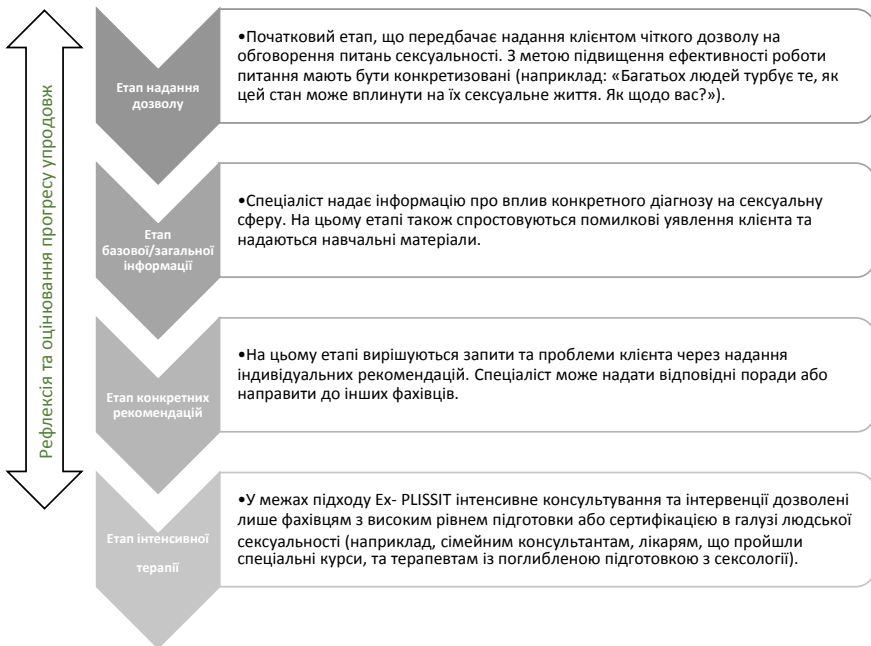 Рефлексія та оцінювання прогресу упродовж
Етап надання
дозволу
•Початковий етап, що передбачає надання клієнтом чіткого дозволу на
обговорення питань сексуальності. З метою підвищення ефективності роботи
питання мають бути конкретизовані (наприклад: «Багатьох людей турбує те, як
цей стан може вплинути на їх сексуальне життя. Як щодо вас?»).
Етап
базової/загальної
інформації
•Спеціаліст надає інформацію про вплив конкретного діагнозу на сексуальну
сферу. На цьому етапі також спростовуються помилкові уявлення клієнта та
надаються навчальні матеріали.
Етап конкретних
рекомендацій
•На цьому етапі вирішуються запити та проблеми клієнта через надання
індивідуальних рекомендацій. Спеціаліст може надати відповідні поради або
направити до інших фахівців.
Етап інтенсивної
терапії
•У межах підходу Ex- PLISSIT інтенсивне консультування та інтервенції дозволені
лише фахівцям з високим рівнем підготовки або сертифікацією в галузі людської
сексуальності (наприклад, сімейним консультантам, лікарям, що пройшли
спеціальні курси, та терапевтам із поглибленою підготовкою з сексології).